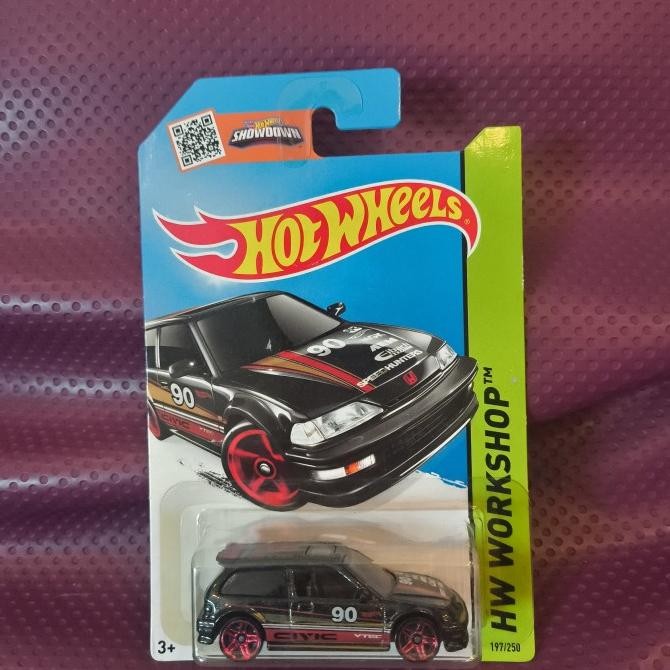 Hot Wheels
SHOWDOWN
HOT WHEELS®
90
SPEEDHUNTERS
90
CIVIC
VTEC
HW WORKSHOP™
90
CIVIC
VTEC
3+
197/250